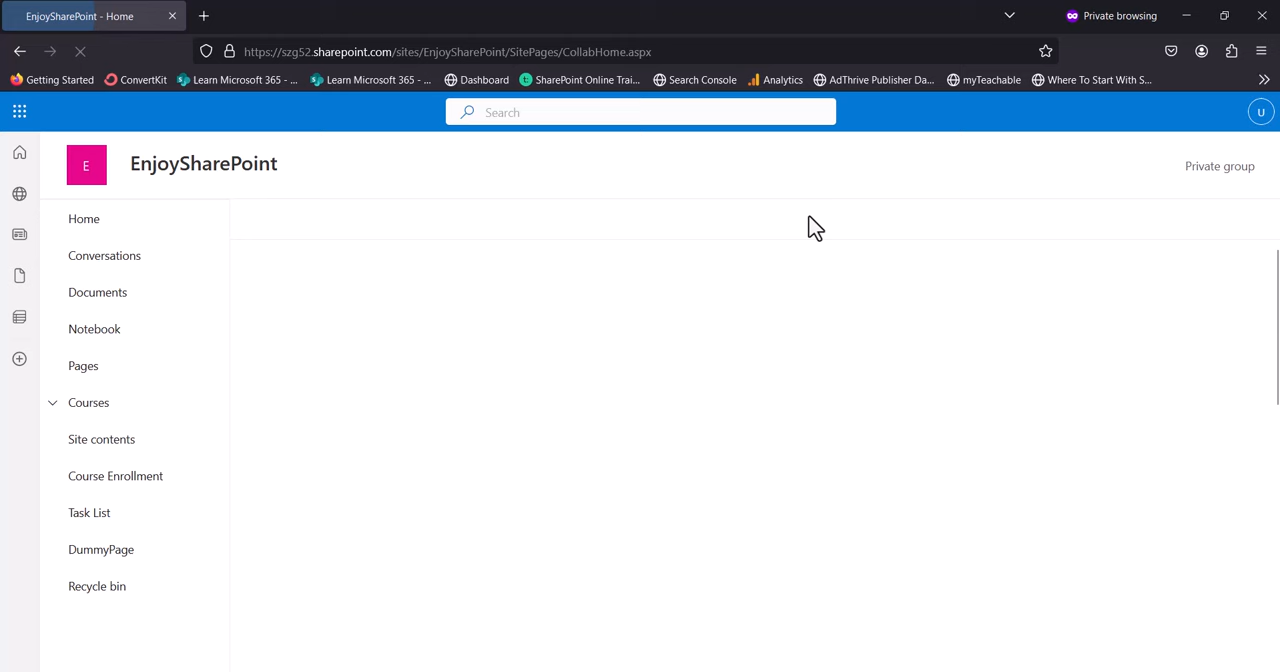 EnjoySharePoint - Home
Private browsing
https://szg52.sharepoint.com/sites/EnjoySharePoint/SitePages/CollabHome.aspx
Getting Started ConvertKit Learn Microsoft 365 - ... Learn Microsoft 365 - ... Dashboard SharePoint Online Trai... Search Console Analytics AdThrive Publisher Da... myTeachable Where To Start With S...
Search
U
E
EnjoySharePoint
Private group
Home
Conversations
Documents
Notebook
Pages
Courses
Site contents
Course Enrollment
Task List
DummyPage
Recycle bin